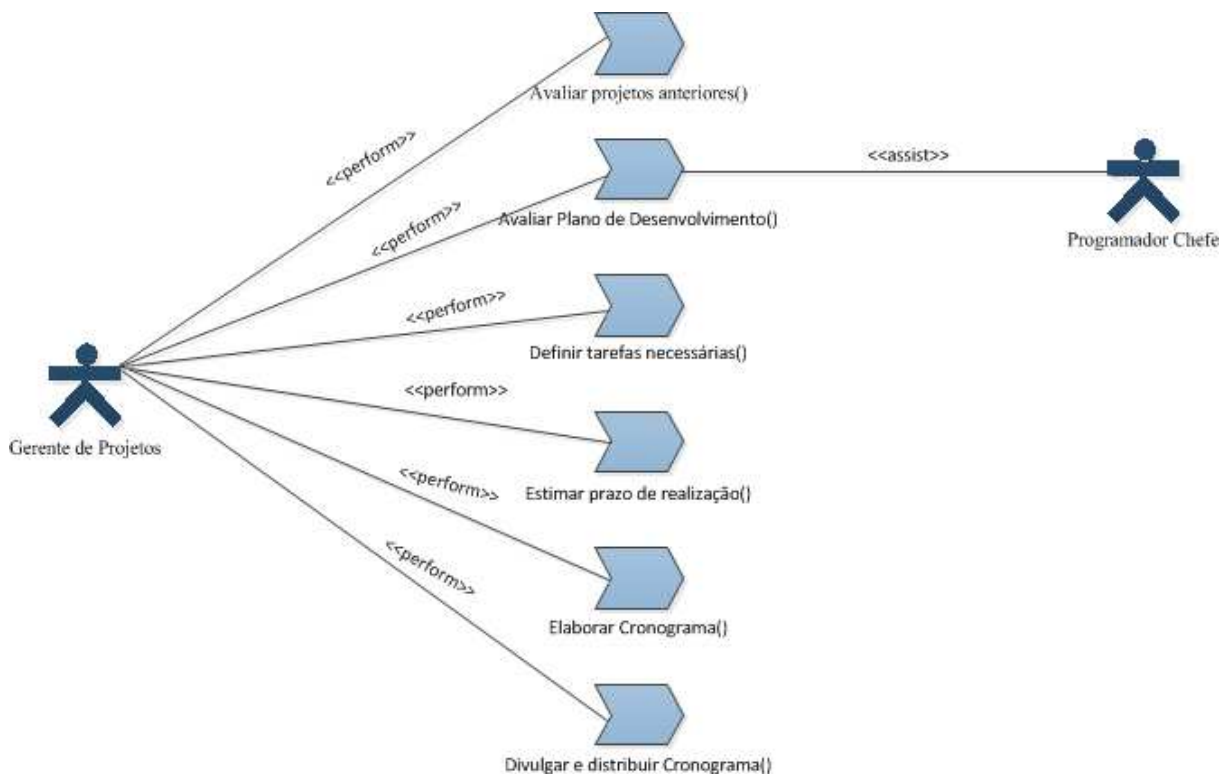 Avaliar projetos anteriores()
<<perform>>
<<assist>>
<<perform>>
Avaliar Plano de Desenvolvimento()
Programador Chefe
<<perform>>
Definir tarefas necessárias()
<<perform>>
Gerente de Projetos
<<perform>>
Estimar prazo de realização()
<<perform>>
Elaborar Cronograma()
Divulgar e distribuir Cronograma()